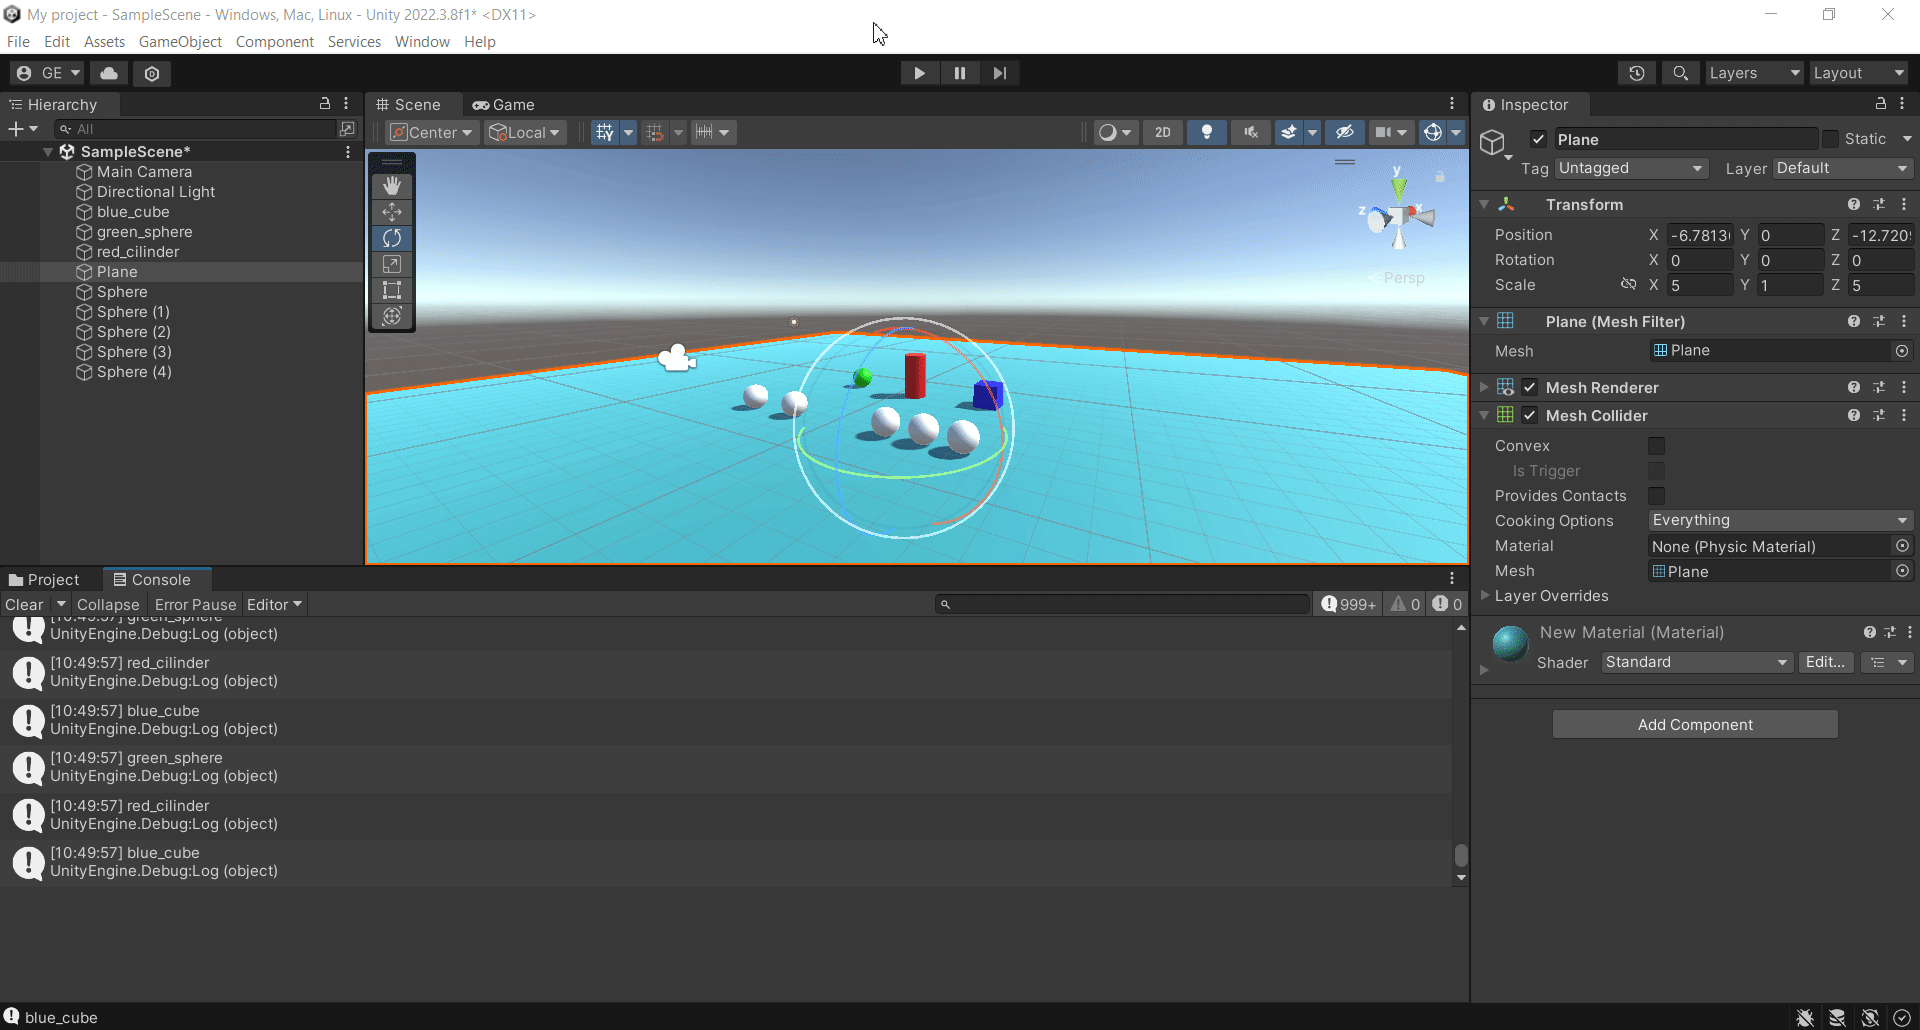 My project - SampleScene - Windows, Mac, Linux - Unity 2022.3.8f1* <DX11>
File Edit Assets GameObject Component Services Window Help
GE Layers Layout
Hierarchy
All
SampleScene*
Main Camera
Directional Light
blue_cube
green_sphere
red_cilinder
Plane
Sphere
Sphere (1)
Sphere (2)
Sphere (3)
Sphere (4)
Scene Game
Center Local 2D
y
z x
Persp
Inspector
Plane Static
Tag Untagged Layer Default
Transform
Position X -6.7813 Y 0 Z -12.720
Rotation X 0 Y 0 Z 0
Scale X 5 Y 1 Z 5
Plane (Mesh Filter)
Mesh Plane
Mesh Renderer
Mesh Collider
Convex
Is Trigger
Provides Contacts
Cooking Options Everything
Material None (Physic Material)
Mesh Plane
Layer Overrides
New Material (Material)
Shader Standard Edit...
Add Component
Project Console
Clear Collapse Error Pause Editor 999+ 0 0
[10:49:57] green_sphere
UnityEngine.Debug:Log (object)
[10:49:57] red_cilinder
UnityEngine.Debug:Log (object)
[10:49:57] blue_cube
UnityEngine.Debug:Log (object)
[10:49:57] green_sphere
UnityEngine.Debug:Log (object)
[10:49:57] red_cilinder
UnityEngine.Debug:Log (object)
[10:49:57] blue_cube
UnityEngine.Debug:Log (object)
blue_cube